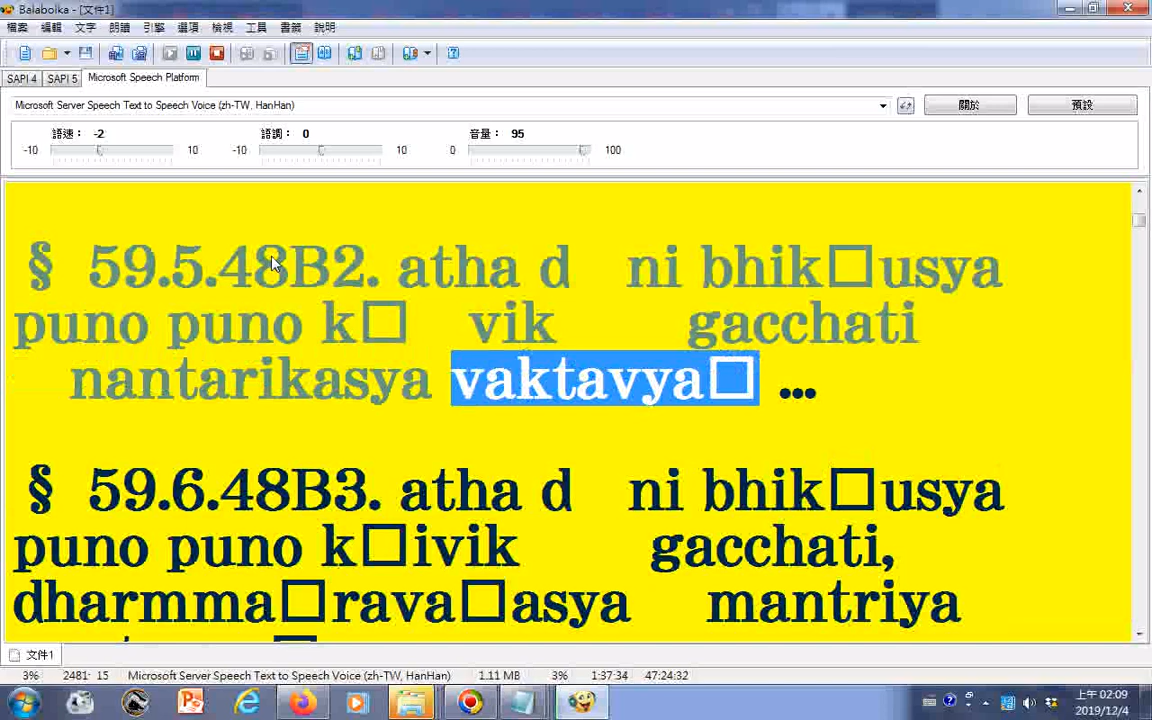 Balabolka - [文件1]
檔案 編輯 文字 朗讀 引擎 選項 檢視 工具 書籤 說明
SAPI 4 SAPI 5 Microsoft Speech Platform
Microsoft Server Speech Text to Speech Voice (zh-TW, HanHan) 關於 預設
語速： -2 語調： 0 音量： 95
-10 10 -10 10 0 100
§ 59.5.48B2. atha d ni bhik□usya
puno puno k□ vik gacchati
nantarikasya vaktavya□ ...
§ 59.6.48B3. atha d ni bhik□usya
puno puno k□ivik gacchati,
dharmma□rava□asya mantriya
文件1
3% 2481: 15 Microsoft Server Speech Text to Speech Voice (zh-TW, HanHan) 1.11 MB 3% 1:37:34 47:24:32
上午 02:09
2019/12/4